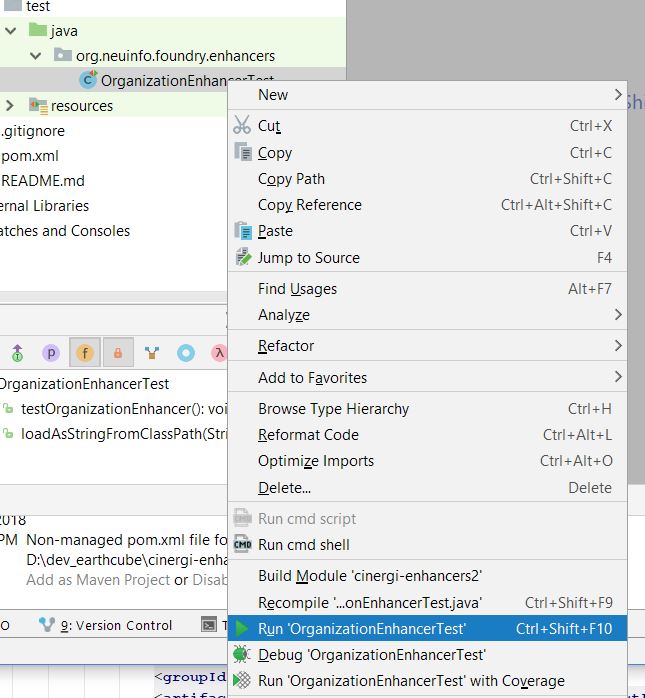 test
java
org.neuinfo.foundry.enhancers
OrganizationEnhancerTest
resources
.gitignore
pom.xml
README.md
ernal Libraries
atches and Consoles
New
Cut Ctrl+X
Copy Ctrl+C
Copy Path Ctrl+Shift+C
Copy Reference Ctrl+Alt+Shift+C
Paste Ctrl+V
Jump to Source F4
Find Usages Alt+F7
Analyze
Refactor
Add to Favorites
Browse Type Hierarchy Ctrl+H
Reformat Code Ctrl+Alt+L
Optimize Imports Ctrl+Alt+O
Delete... Delete
CMD Run cmd script
CMD Run cmd shell
Build Module 'cinergi-enhancers2'
Recompile '...onEnhancerTest.java' Ctrl+Shift+F9
Run 'OrganizationEnhancerTest' Ctrl+Shift+F10
Debug 'OrganizationEnhancerTest'
Run 'OrganizationEnhancerTest' with Coverage
p f λ
OrganizationEnhancerTest
testOrganizationEnhancer(): voi
loadAsStringFromClassPath(Stri
2018
PM Non-managed pom.xml file fo
D:\dev_earthcube\cinergi-enha
Add as Maven Project or Disab
O 9: Version Control T
<groupId